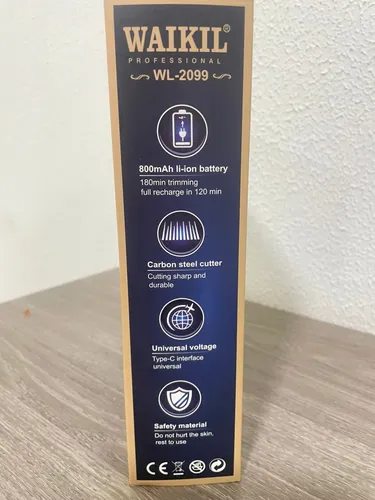 WAIKIL®
PROFESSIONAL
WL-2099
800mAh li-ion battery
180min trimming
full recharge in 120 min
Carbon steel cutter
Cutting sharp and
durable
Universal voltage
Type-C interface
universal
Safety material
Do not hurt the skin,
rest to use
CE